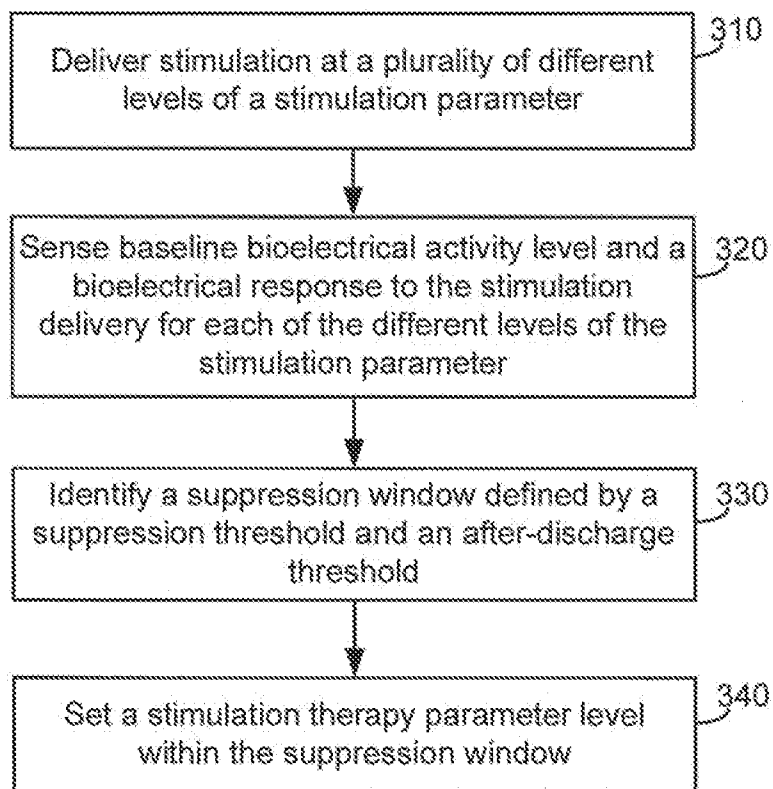 310
Deliver stimulation at a plurality of different
levels of a stimulation parameter
320
Sense baseline bioelectrical activity level and a
bioelectrical response to the stimulation
delivery for each of the different levels of the
stimulation parameter
330
Identify a suppression window defined by a
suppression threshold and an after-discharge
threshold
340
Set a stimulation therapy parameter level
within the suppression window